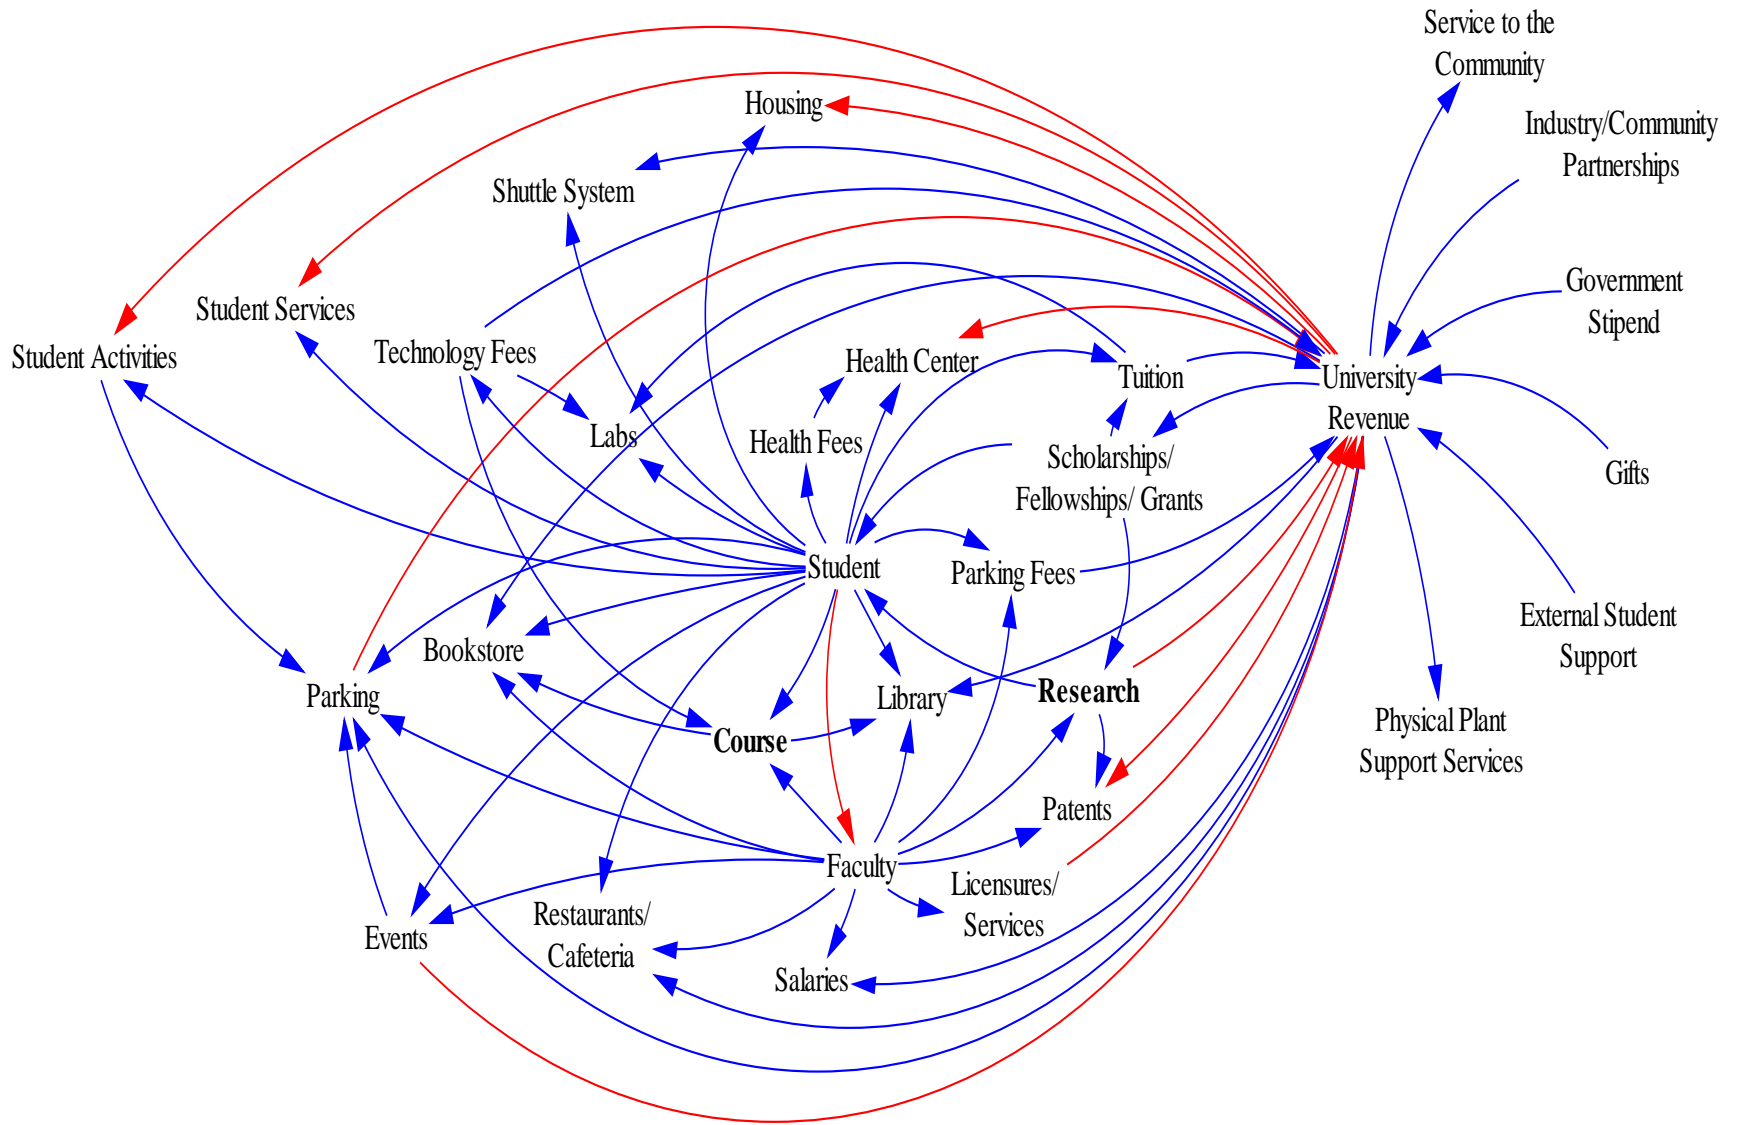 Service to the
Community
Housing
Industry/Community
Partnerships
Shuttle System
Government
Stipend
Student Services
Student Activities
Technology Fees
Health Center
Tuition
University
Revenue
Labs
Health Fees
Scholarships/
Fellowships/ Grants
Gifts
Student
Parking Fees
External Student
Support
Bookstore
Parking
Library
Research
Course
Physical Plant
Support Services
Patents
Faculty
Licensures/
Services
Restaurants/
Cafeteria
Events
Salaries